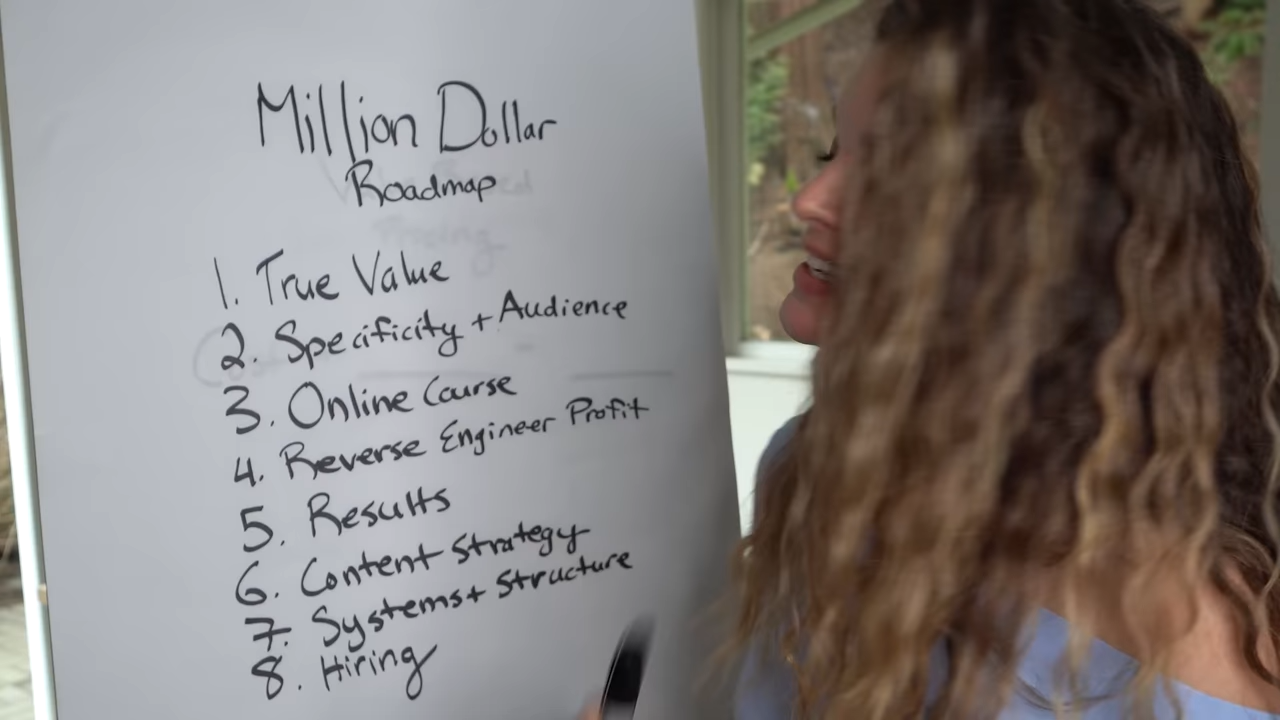 Million Dollar
Roadmap
1. True Value
2. Specificity + Audience
3. Online Course
4. Reverse Engineer Profit
5. Results
6. Content Strategy
7. Systems + Structure
8. Hiring